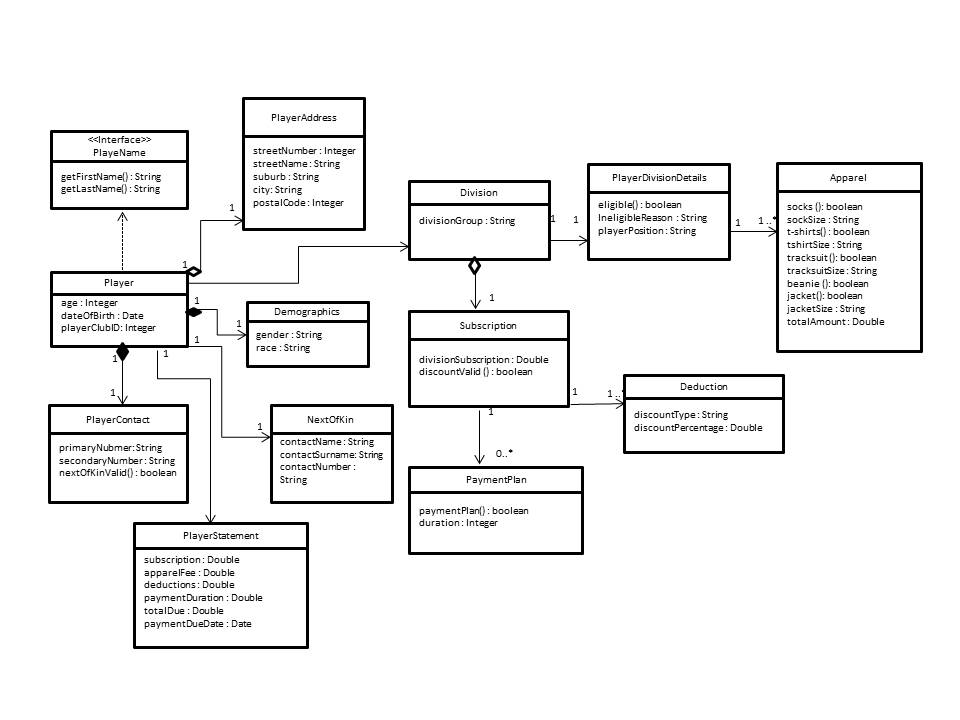 <<Interface>>
PlayeName
getFirstName() : String
getLastName() : String
PlayerAddress
streetNumber : Integer
streetName : String
suburb : String
city: String
postalCode : Integer
1
1
Player
age : Integer
dateOfBirth : Date
playerClubID: Integer
1
1
1
1
1
1
1
Demographics
gender : String
race : String
PlayerContact
primaryNubmer: String
secondaryNumber : String
nextOfKinValid() : boolean
NextOfKin
contactName : String
contactSurname: String
contactNumber :
String
PlayerStatement
subscription : Double
apparelFee : Double
deductions : Double
paymentDuration : Double
totalDue : Double
paymentDueDate : Date
Division
divisionGroup : String
1
1
PlayerDivisionDetails
eligible() : boolean
IneligibleReason : String
playerPosition : String
1
1..*
Apparel
socks (): boolean
sockSize : String
t-shirts() : boolean
tshirtSize : String
tracksuit(): boolean
tracksuitSize : String
beanie (): boolean
jacket(): boolean
jacketSize : String
totalAmount : Double
1
Subscription
divisionSubscription : Double
discountValid () : boolean
1
1..*
Deduction
discountType : String
discountPercentage : Double
1
0..*
PaymentPlan
paymentPlan() : boolean
duration : Integer